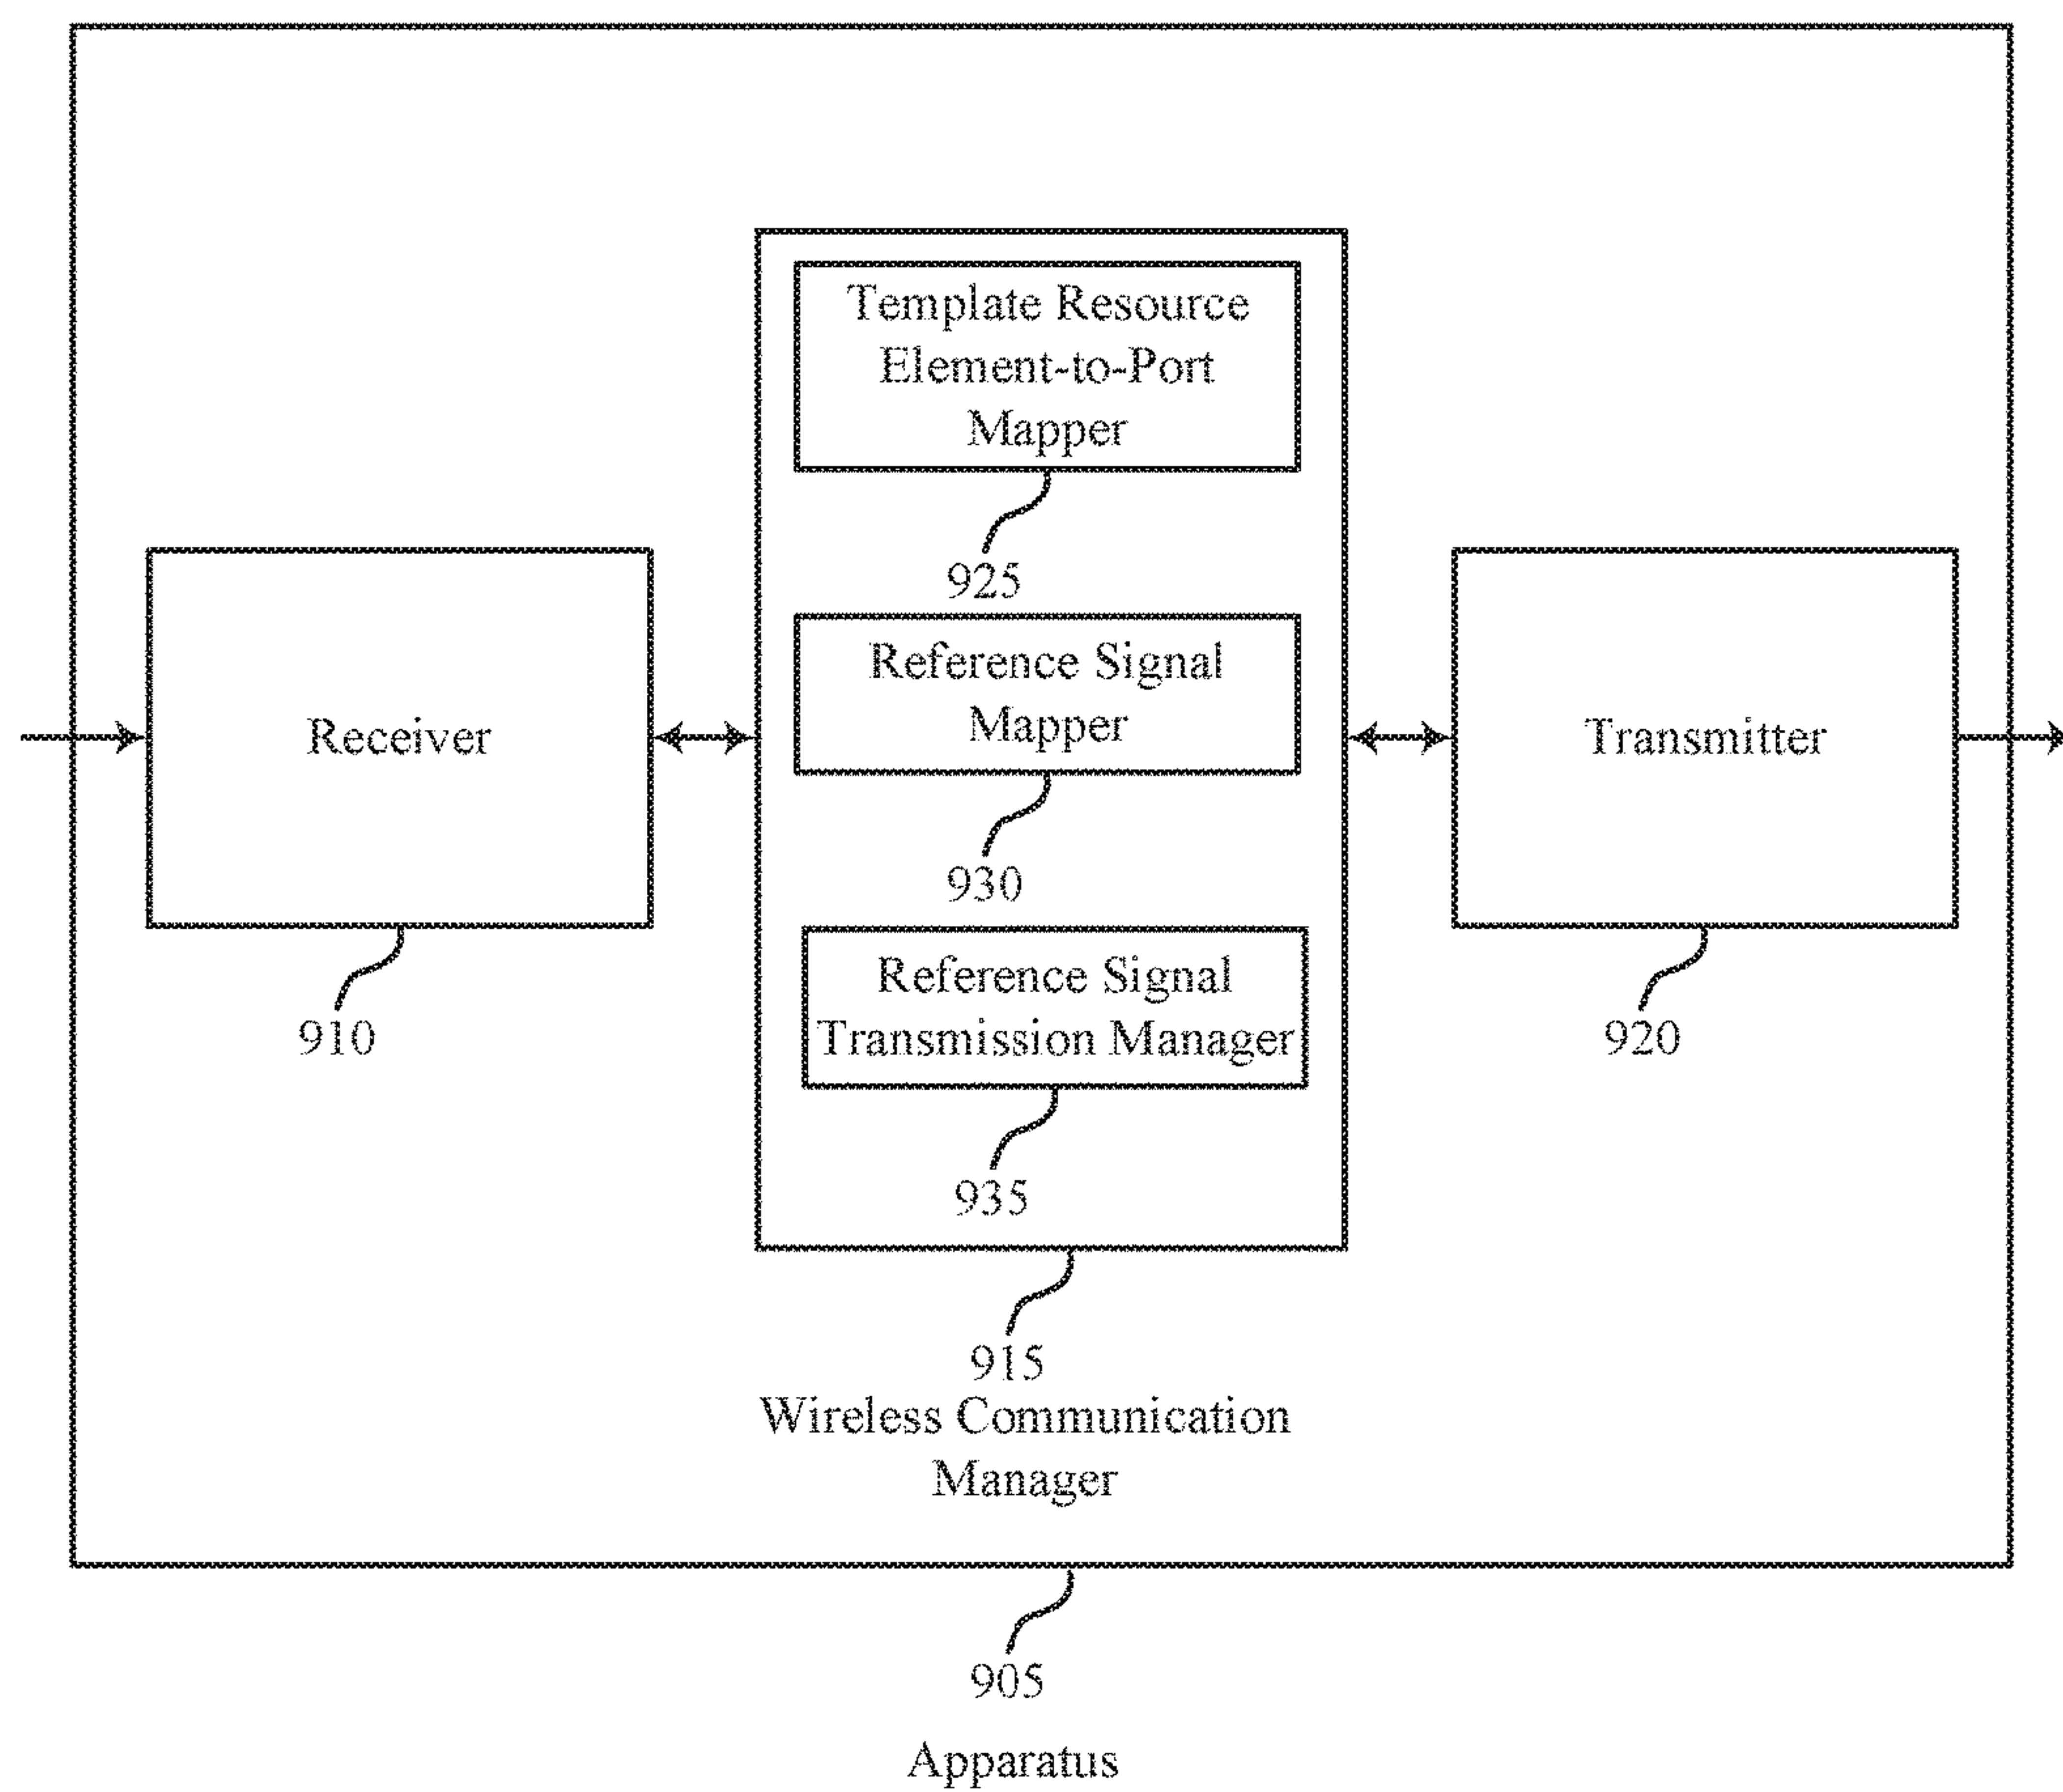 Template Resource
Element-to-Port
Mapper
925
Reference Signal
Mapper
930
Reference Signal
Transmission Manager
935
Receiver
910
Transmitter
920
915
Wireless Communication
Manager
905
Apparatus